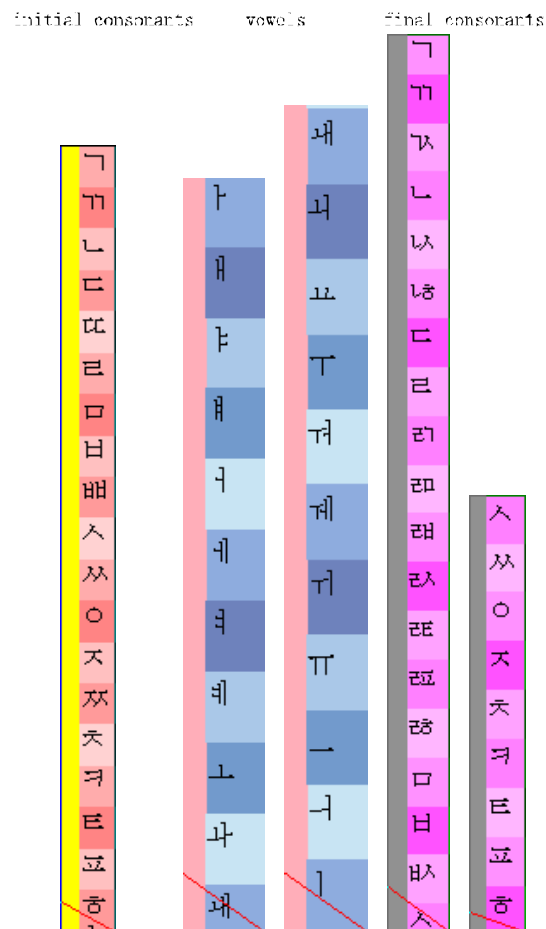 initial consonants vowels final consonants
ㄱ
ㄲ
ㄴ
ㄷ
ㄸ
ㄹ
ㅁ
ㅂ
ㅃ
ㅅ
ㅆ
ㅇ
ㅈ
ㅉ
ㅊ
ㅋ
ㅌ
ㅍ
ㅎ
ㅏ
ㅐ
ㅑ
ㅒ
ㅓ
ㅔ
ㅕ
ㅖ
ㅗ
ㅘ
ㅙ
ㅙ
ㅚ
ㅛ
ㅜ
ㅝ
ㅞ
ㅟ
ㅠ
ㅡ
ㅢ
ㅣ
ㄱ
ㄲ
ㄳ
ㄴ
ㄵ
ㄶ
ㄷ
ㄹ
ㄺ
ㄻ
ㄼ
ㄽ
ㄾ
ㄿ
ㅀ
ㅁ
ㅂ
ㅄ
ㅅ
ㅅ
ㅆ
ㅇ
ㅈ
ㅊ
ㅋ
ㅌ
ㅍ
ㅎ